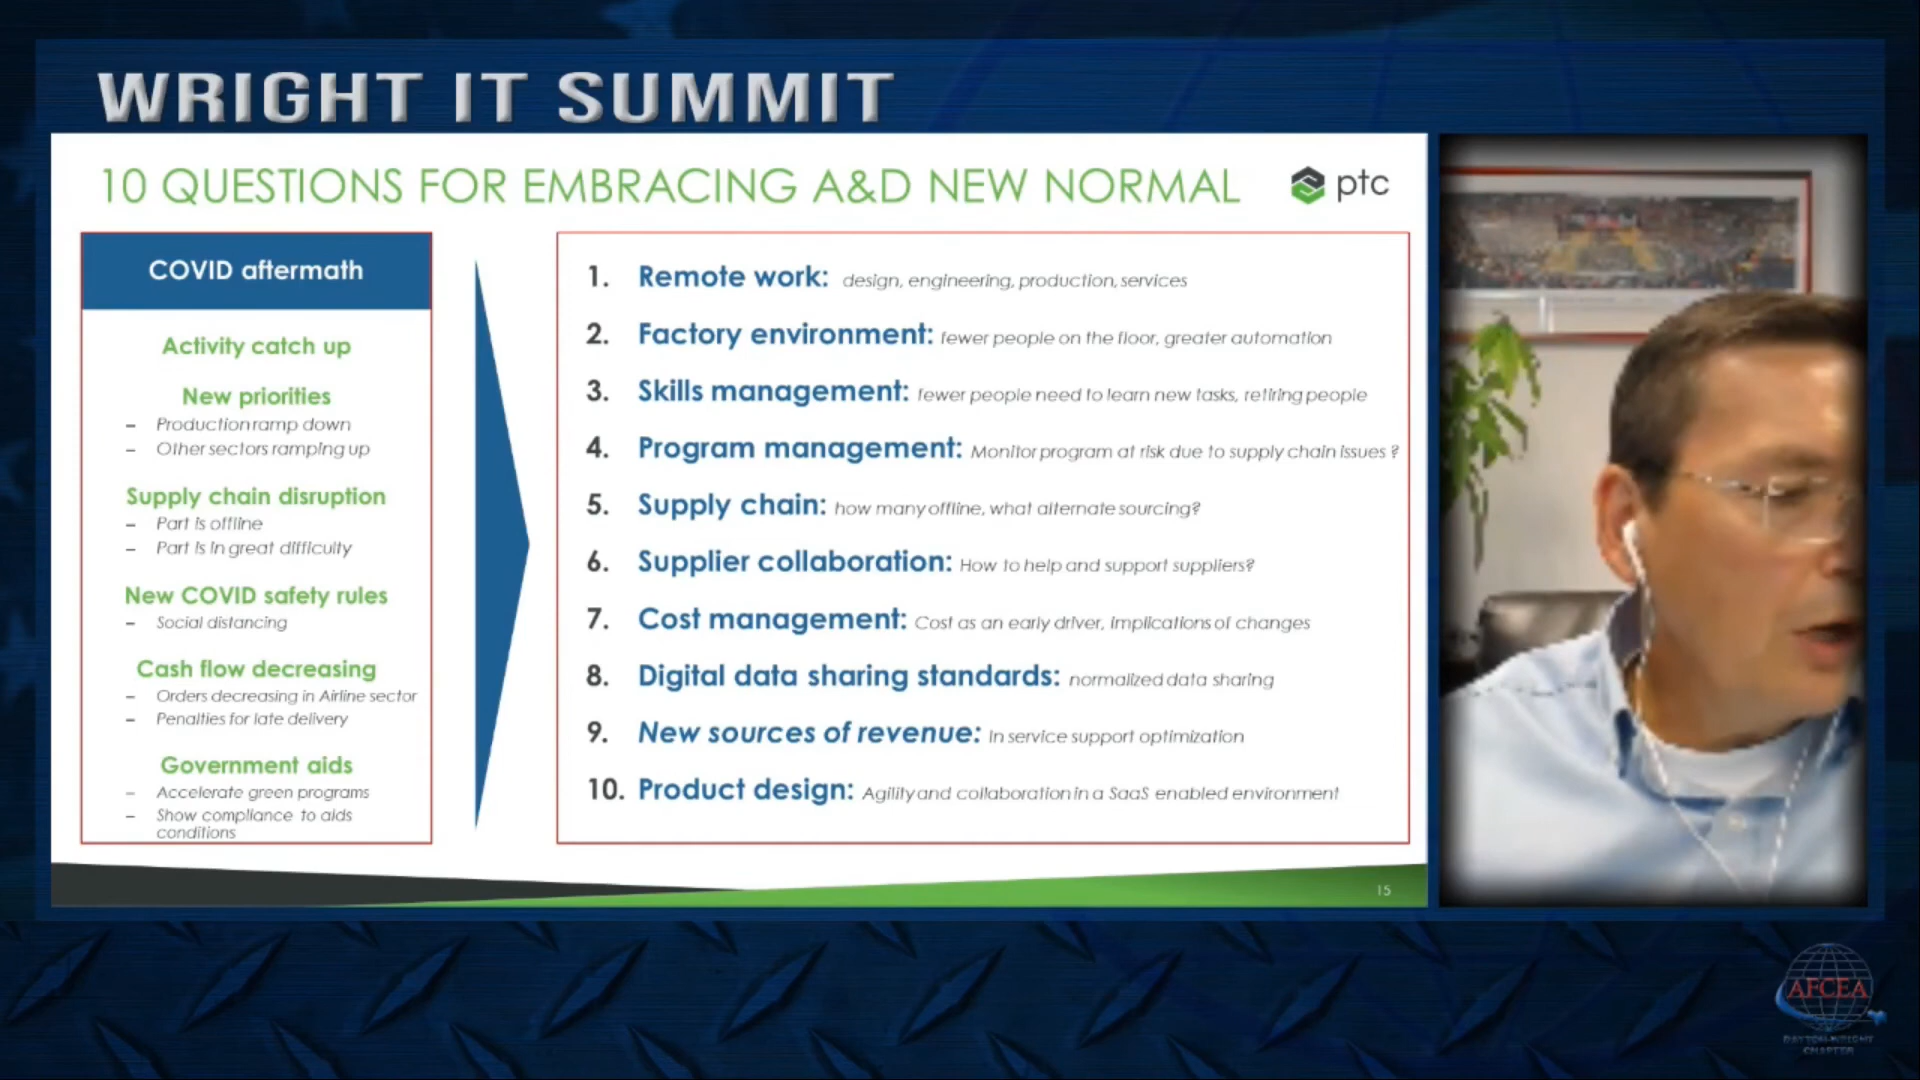 WRIGHT IT SUMMIT
10 QUESTIONS FOR EMBRACING A&D NEW NORMAL
ptc
COVID aftermath
Activity catch up
New priorities
– Production ramp down
– Other sectors ramping up
Supply chain disruption
– Part is offline
– Part is in great difficulty
New COVID safety rules
– Social distancing
Cash flow decreasing
– Orders decreasing in Airline sector
– Penalties for late delivery
Government aids
– Accelerate green programs
– Show compliance to aids
conditions
1. Remote work: design, engineering, production, services
2. Factory environment: fewer people on the floor, greater automation
3. Skills management: fewer people need to learn new tasks, retiring people
4. Program management: Monitor program at risk due to supply chain issues ?
5. Supply chain: how many offline, what alternate sourcing?
6. Supplier collaboration: How to help and support suppliers?
7. Cost management: Cost as an early driver, Implications of changes
8. Digital data sharing standards: normalized data sharing
9. New sources of revenue: In service support optimization
10. Product design: Agility and collaboration in a SaaS enabled environment
15
AFCEA
DAYTON-WRIGHT
CHAPTER